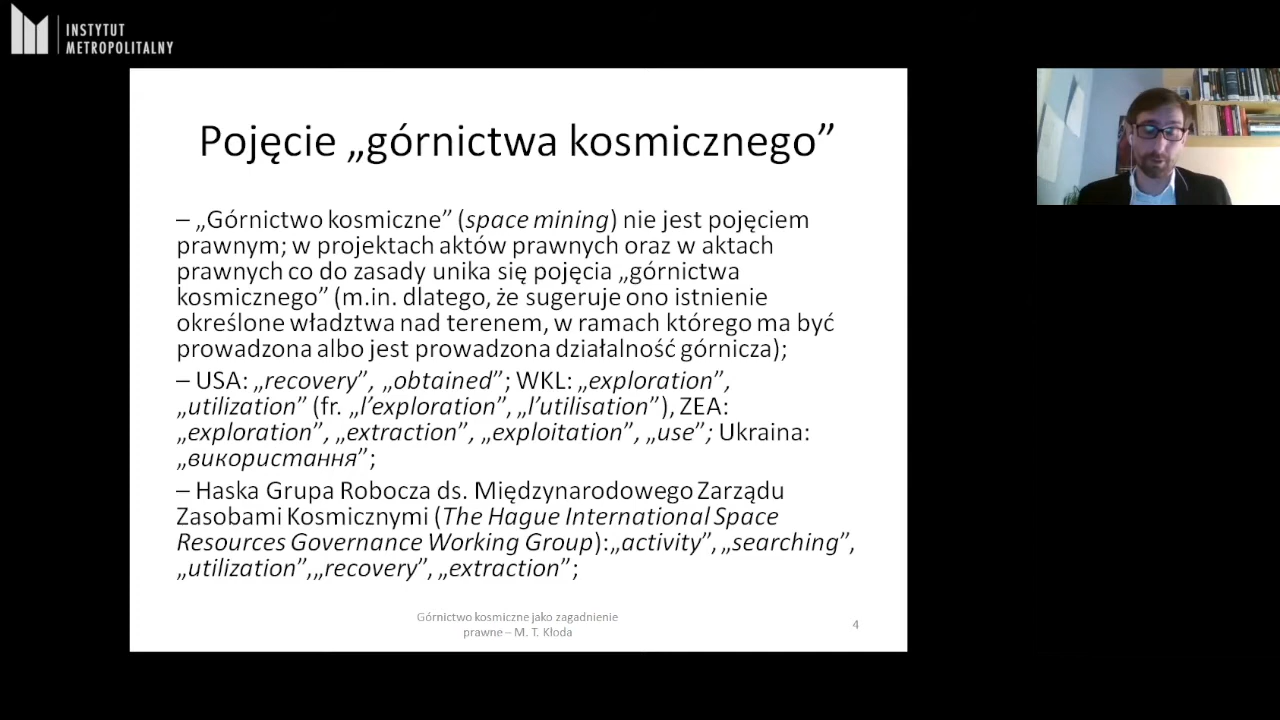 INSTYTUT
METROPOLITALNY
Pojęcie „górnictwa kosmicznego”
– „Górnictwo kosmiczne” (space mining) nie jest pojęciem
prawnym; w projektach aktów prawnych oraz w aktach
prawnych co do zasady unika się pojęcia „górnictwa
kosmicznego” (m.in. dlatego, że sugeruje ono istnienie
określone władztwa nad terenem, w ramach którego ma być
prowadzona albo jest prowadzona działalność górnicza);
– USA: „recovery”, „obtained”; WKL: „exploration”,
„utilization” (fr. „l’exploration”, „l’utilisation”), ZEA:
„exploration”, „extraction”, „exploitation”, „use”; Ukraina:
„використання”;
– Haska Grupa Robocza ds. Międzynarodowego Zarządu
Zasobami Kosmicznymi (The Hague International Space
Resources Governance Working Group):„activity”, „searching”,
„utilization”,„recovery”, „extraction”;
Górnictwo kosmiczne jako zagadnienie
prawne – M. T. Kłoda
4